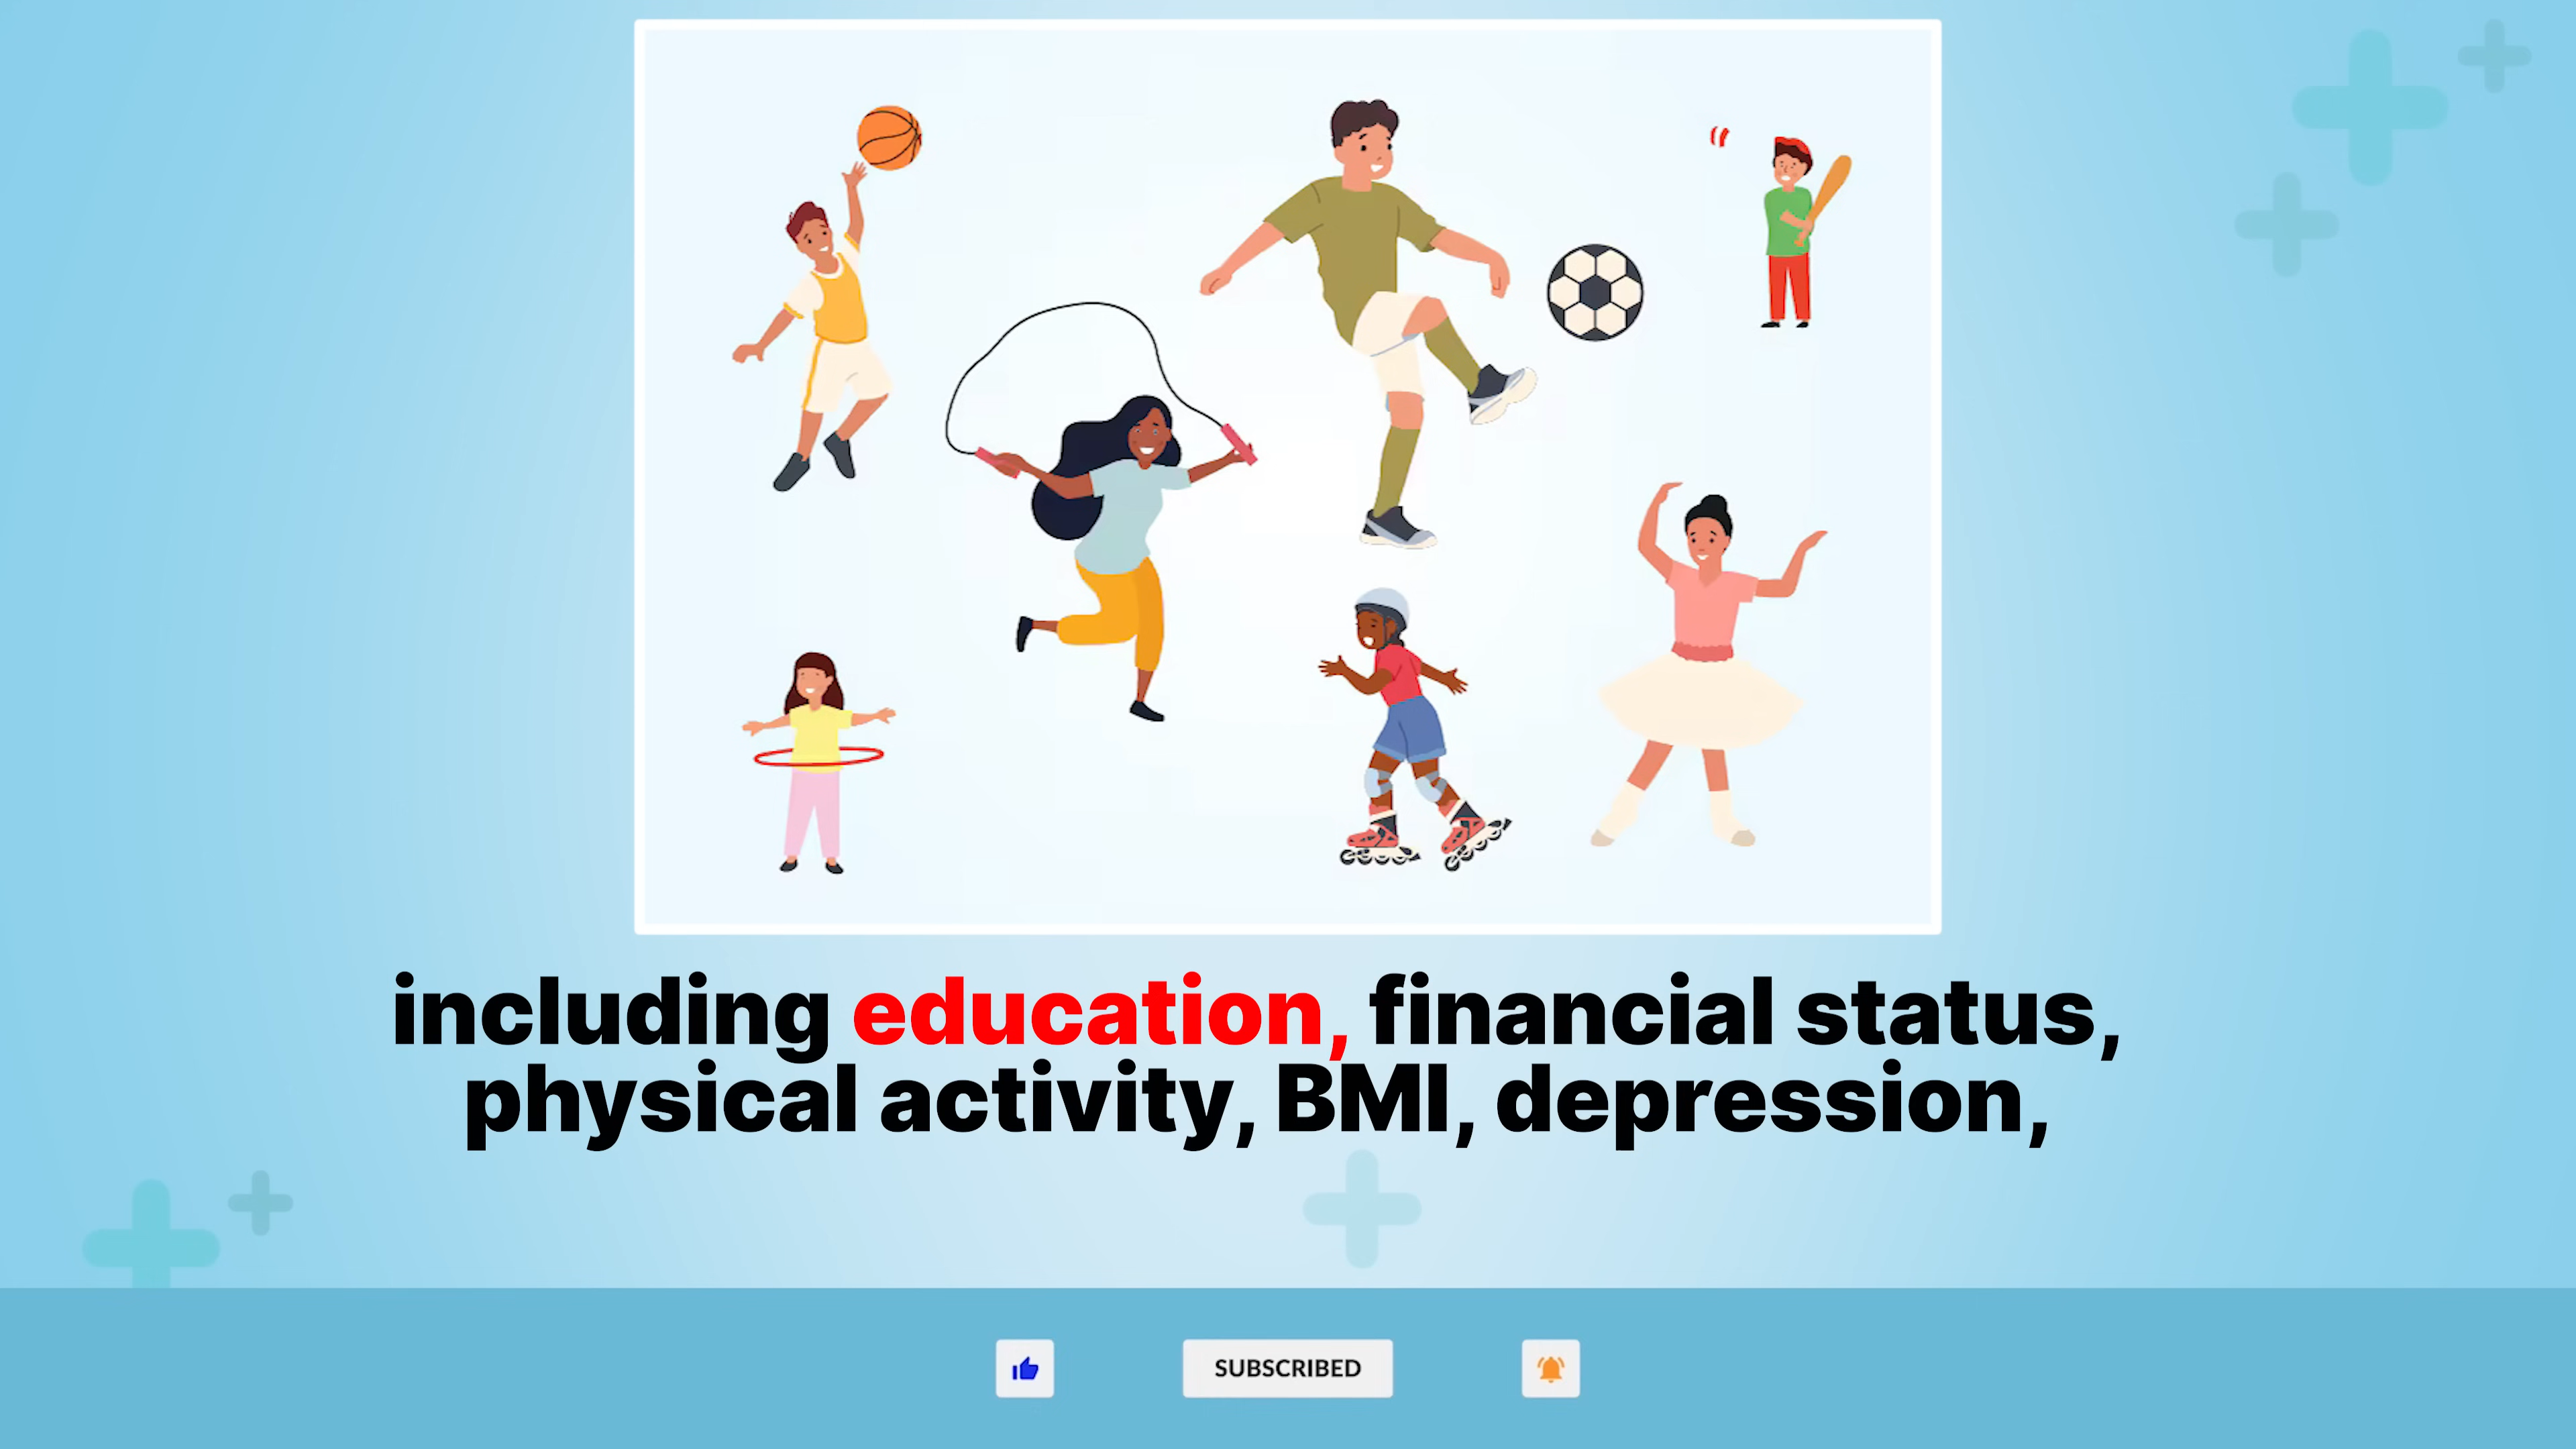 including education, financial status,
physical activity, BMI, depression,
SUBSCRIBED